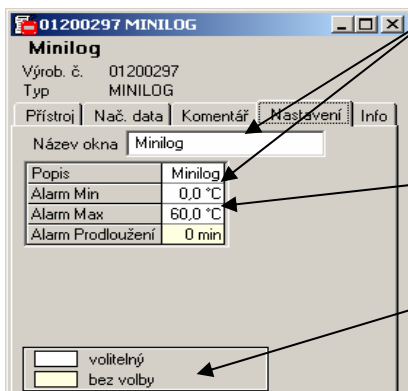 01200297 MINILOG
Minilog
Výrob. č. 01200297
Typ MINILOG
Přístroj Nač. data Komentář Nastavení Info
Název okna Minilog
Popis Minilog
Alarm Min 0,0 °C
Alarm Max 60,0 °C
Alarm Prodloužení 0 min
volitelný
bez volby